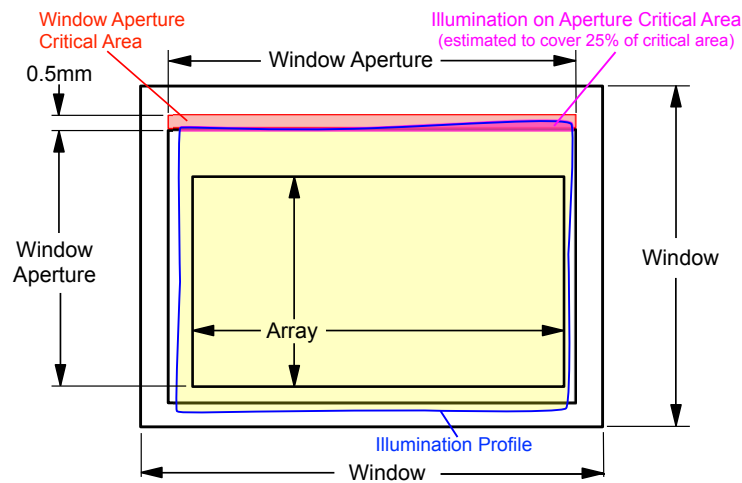 Window Aperture
Critical Area
Illumination on Aperture Critical Area
(estimated to cover 25% of critical area)
Window Aperture
0.5mm
Window
Aperture
Window
Array
Illumination Profile
Window